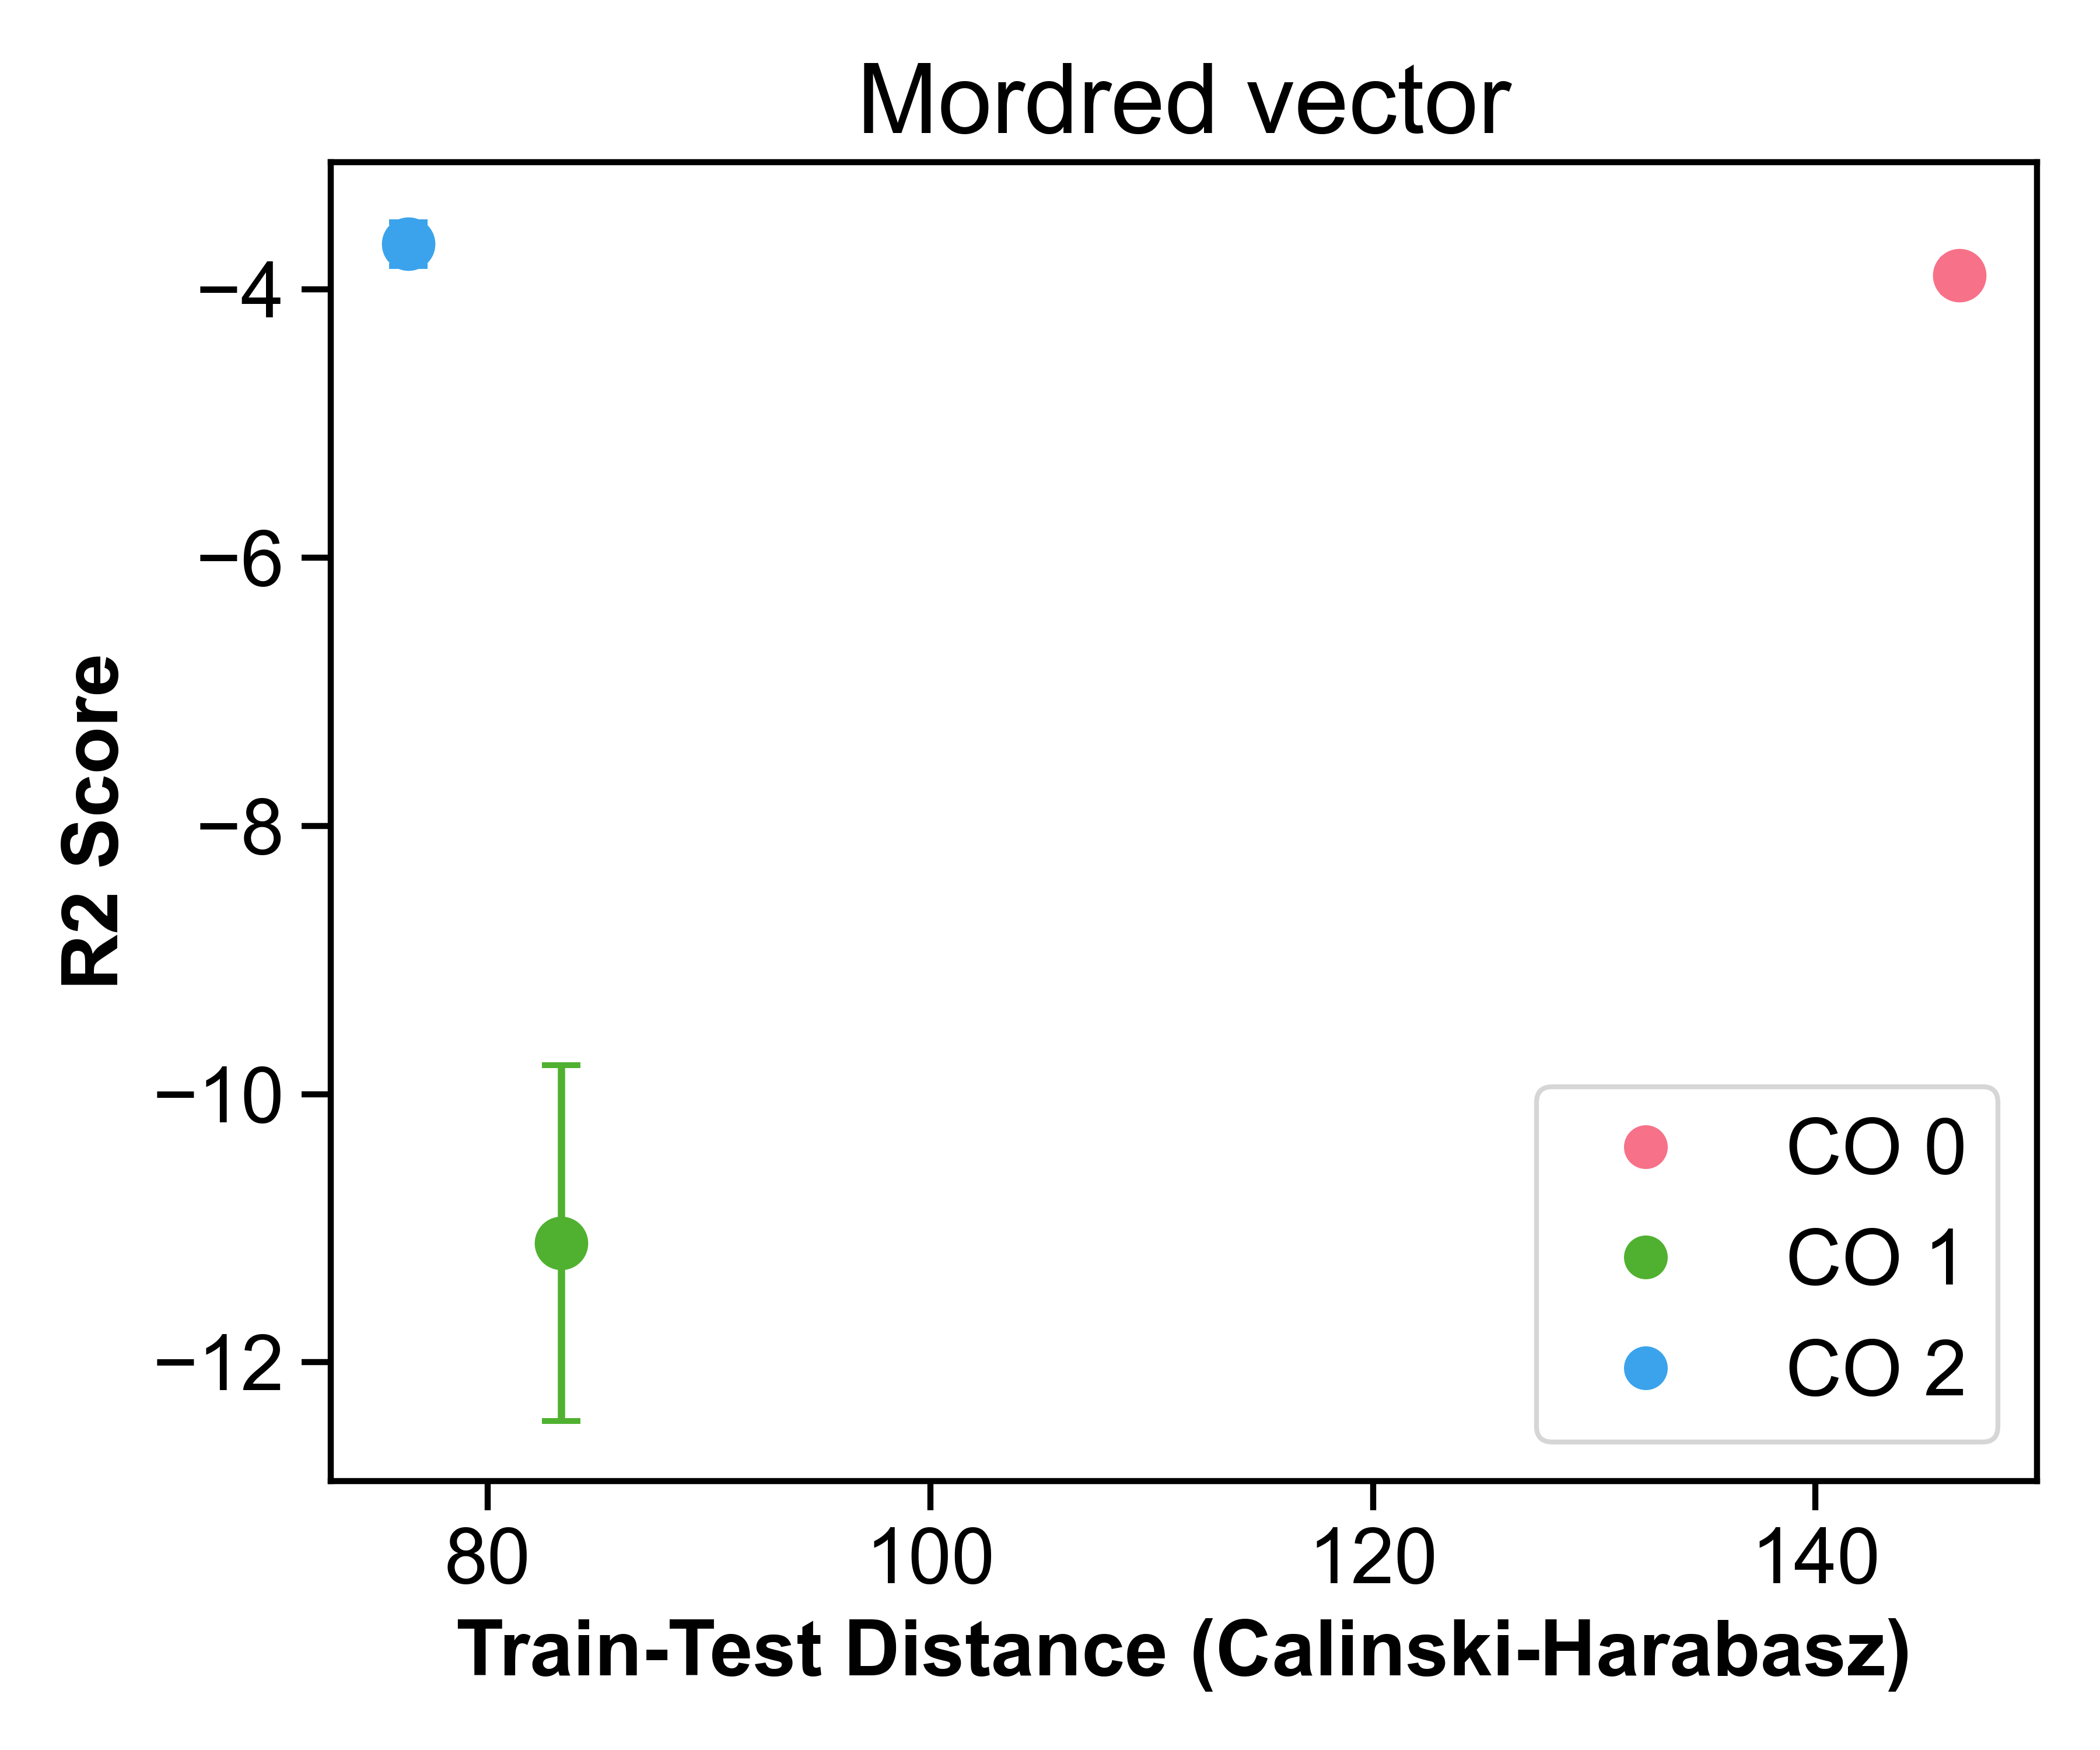 Mordred vector
R2 Score
−4
−6
−8
−10
−12
CO 0
CO 1
CO 2
80 100 120 140
Train-Test Distance (Calinski-Harabasz)